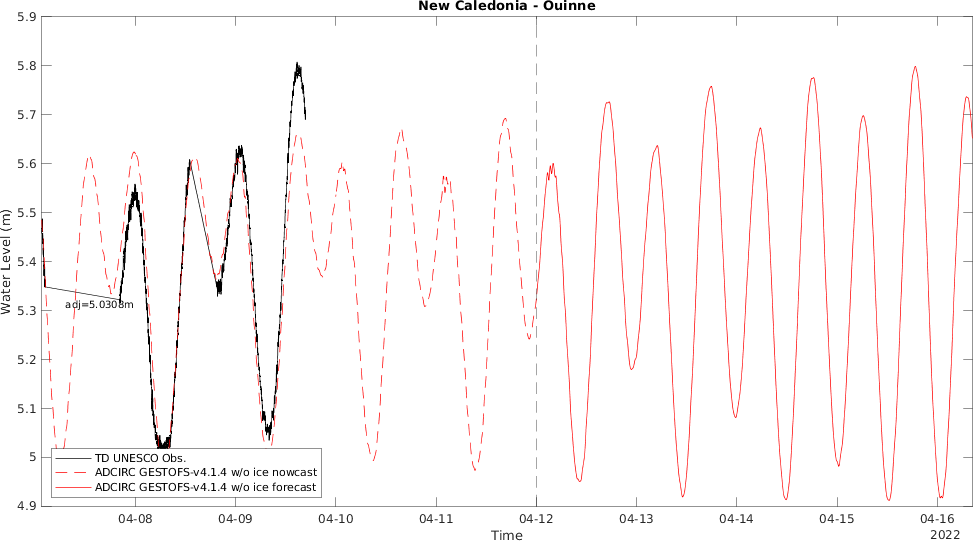 New Caledonia - Ouinne
5.9
5.8
5.7
5.6
5.5
5.4
5.3
5.2
5.1
5
4.9
Water Level (m)
adj=5.0308m
TD UNESCO Obs.
ADCIRC GESTOFS-v4.1.4 w/o ice nowcast
ADCIRC GESTOFS-v4.1.4 w/o ice forecast
04-08 04-09 04-10 04-11 04-12 04-13 04-14 04-15 04-16
Time
2022